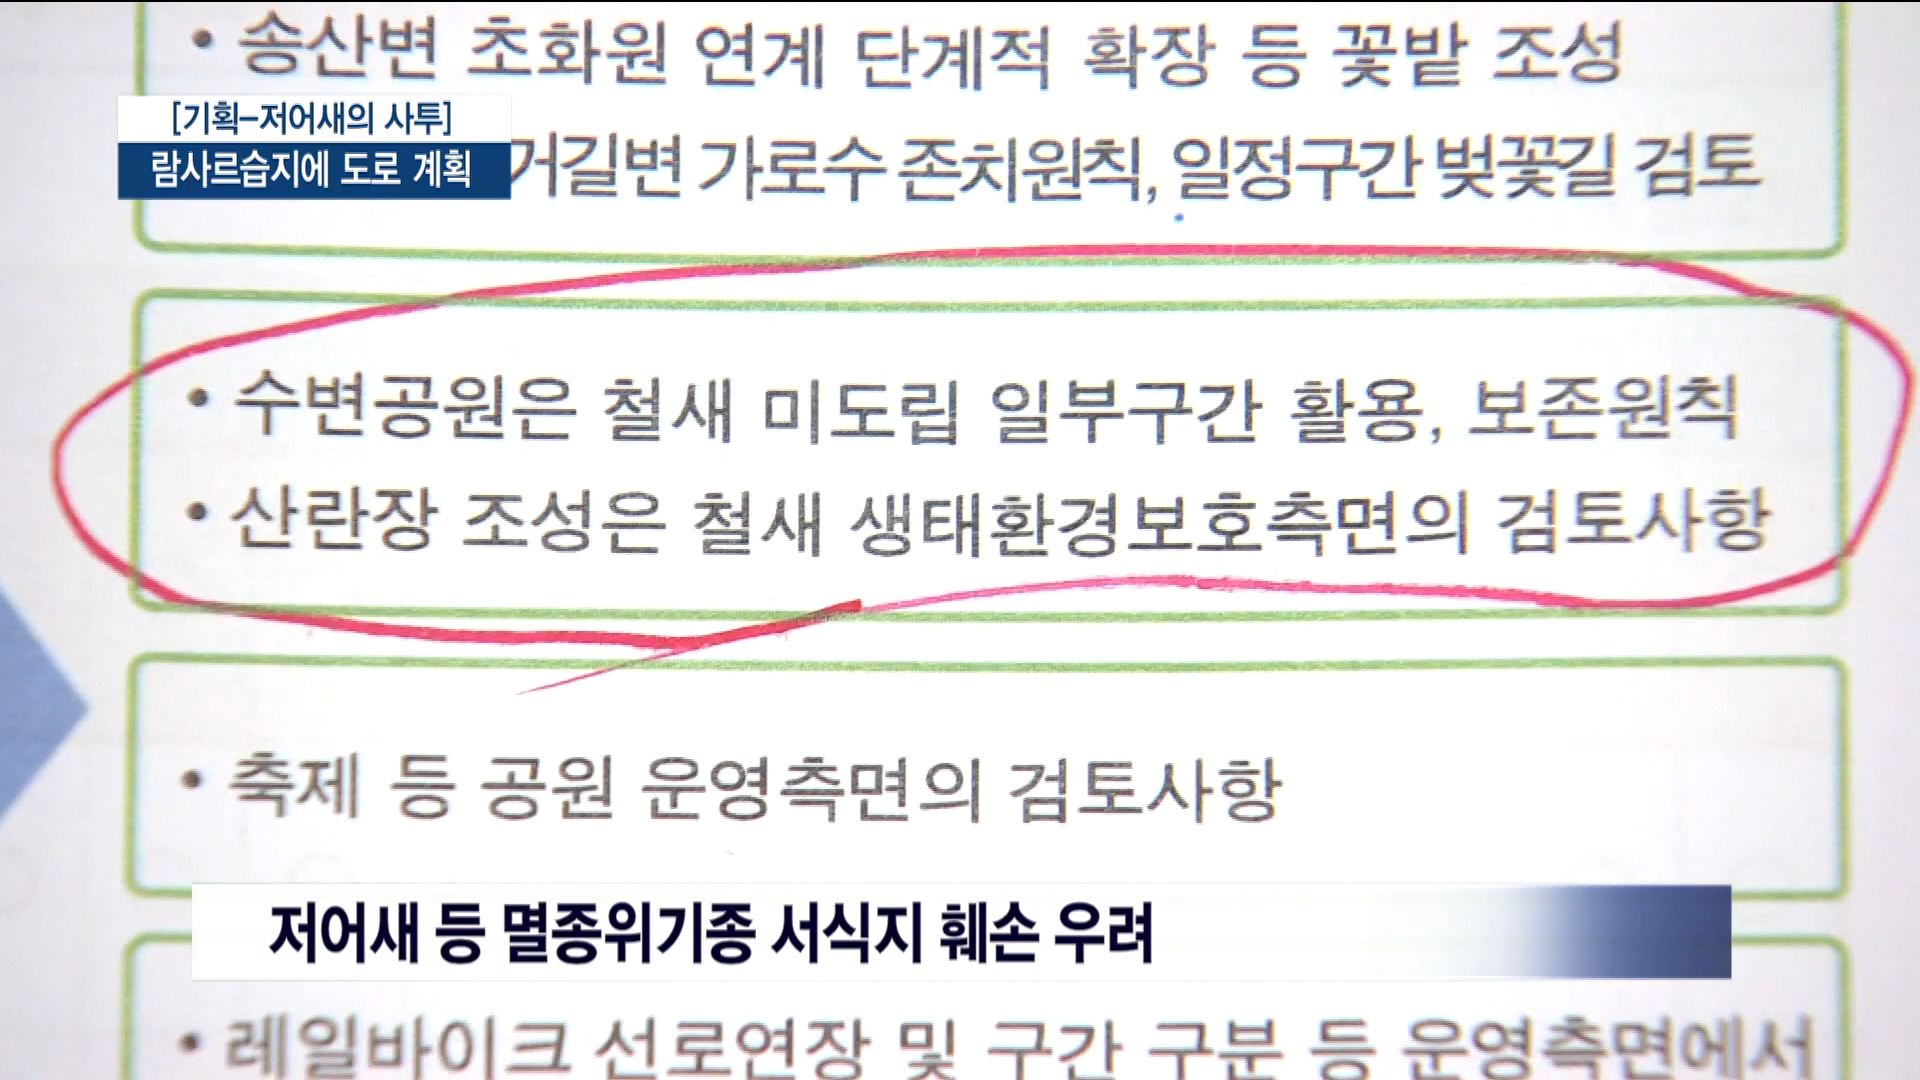 • 송산변 초화원 연계 단계적 확장 등 꽃밭 조성
[기획-저어새의 사투]
람사르습지에 도로 계획
거길변 가로수 존치원칙, 일정구간 벚꽃길 검토
• 수변공원은 철새 미도립 일부구간 활용, 보존원칙
• 산란장 조성은 철새 생태환경보호측면의 검토사항
• 축제 등 공원 운영측면의 검토사항
저어새 등 멸종위기종 서식지 훼손 우려
• 레일바이크 선로연장 및 구간 구분 등 운영측면에서